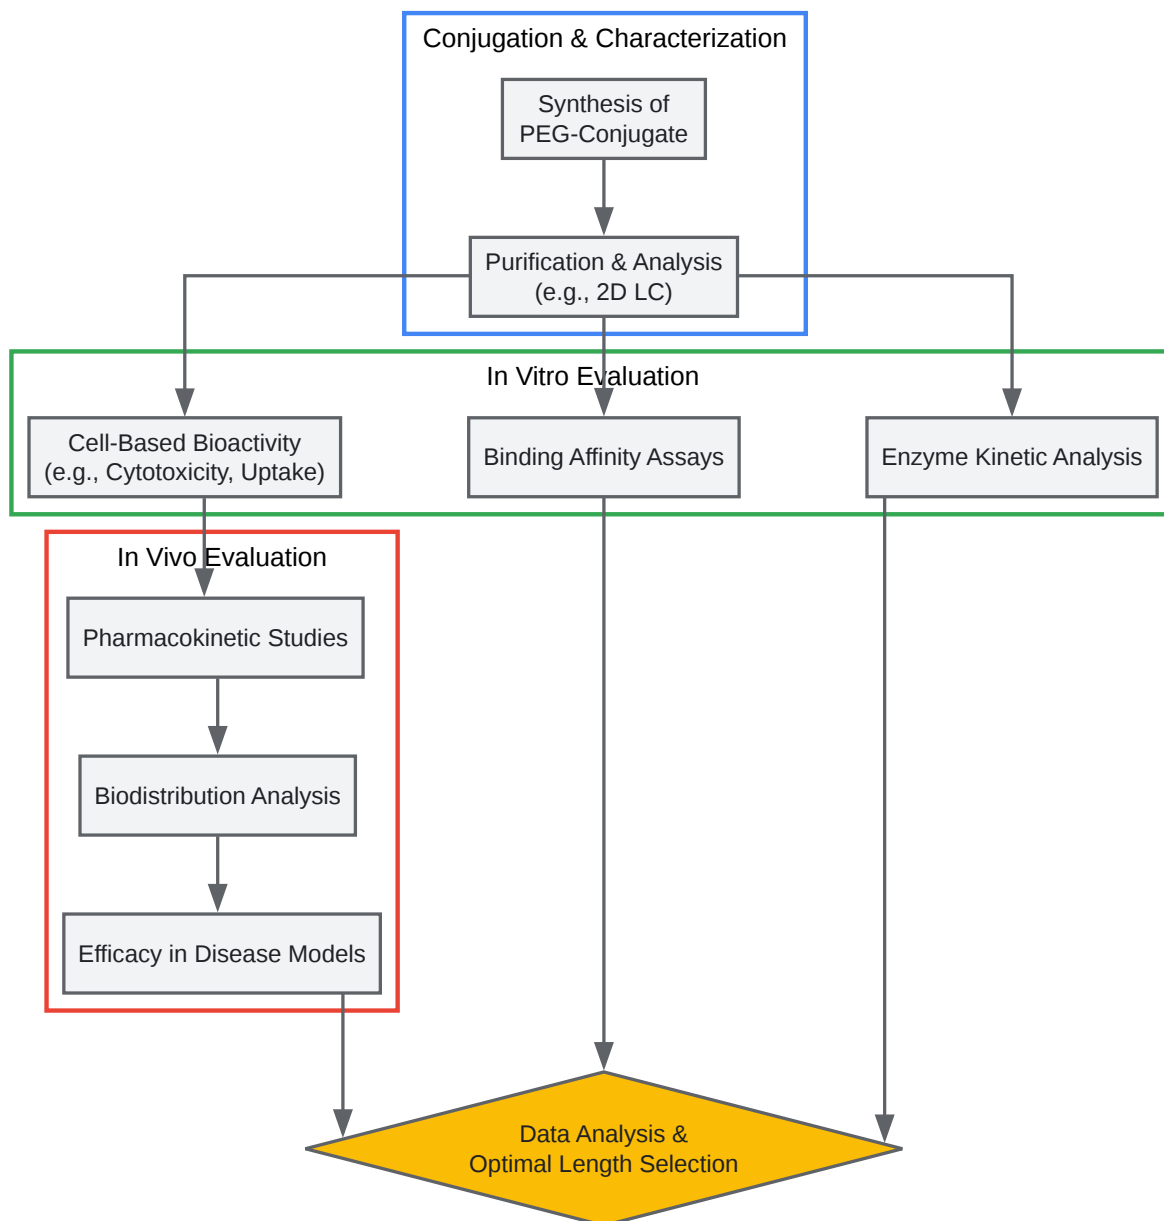 Conjugation & Characterization
Synthesis of
PEG-Conjugate
Purification & Analysis
(e.g., 2D LC)
In Vitro Evaluation
Cell-Based Bioactivity
(e.g., Cytotoxicity, Uptake)
Binding Affinity Assays
Enzyme Kinetic Analysis
In Vivo Evaluation
Pharmacokinetic Studies
Biodistribution Analysis
Efficacy in Disease Models
Data Analysis &
Optimal Length Selection